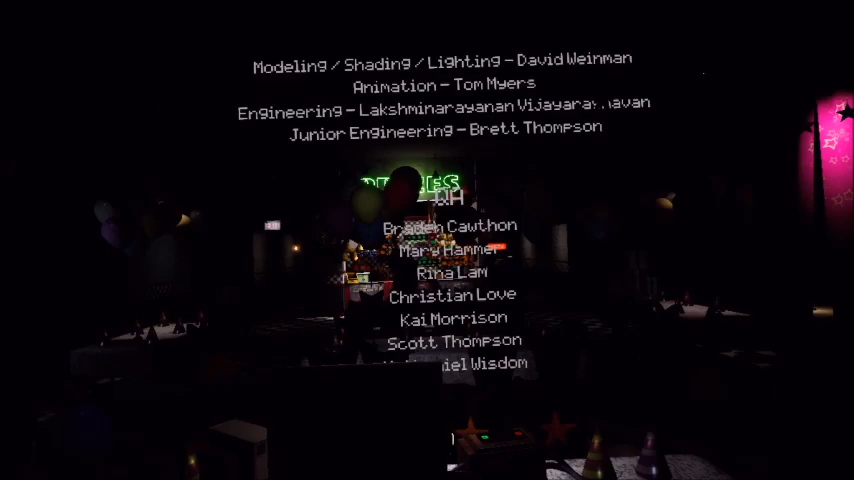 Modeling / Shading / Lighting - David Weinman
Animation - Tom Myers
Engineering - Lakshminarayanan
Junior Engineering - Brett Thompson
Braden Cawthon
Mary Hammer
Rina Lam
Christian Love
Kai Morrison
Scott Thompson
Wisdom